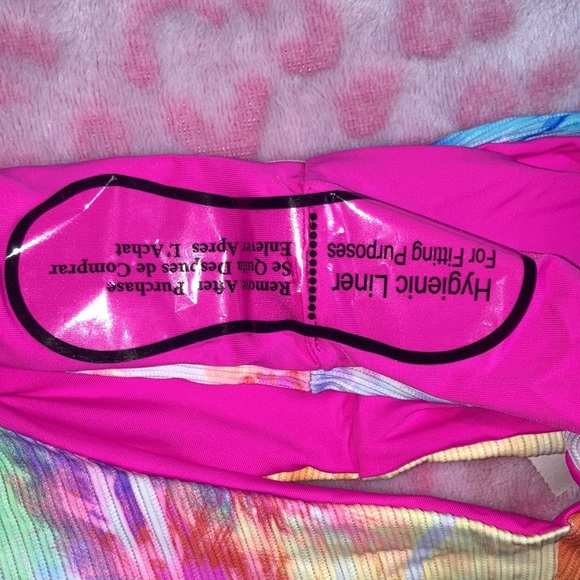 Hygienic Liner
For Fitting Purposes
Remove After Purchase
Se Quita Despues de Comprar
Enlever Apres L'Achat